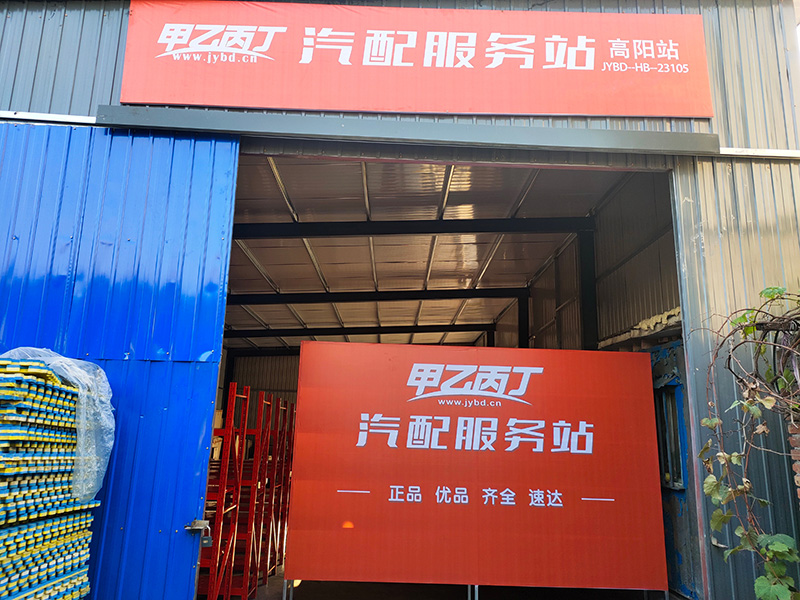 甲乙丙丁 汽配服务站 高阳站
www.jybd.cn JYBD--HB-23105
甲乙丙丁
www.jybd.cn
汽配服务站
正品 优品 齐全 速达